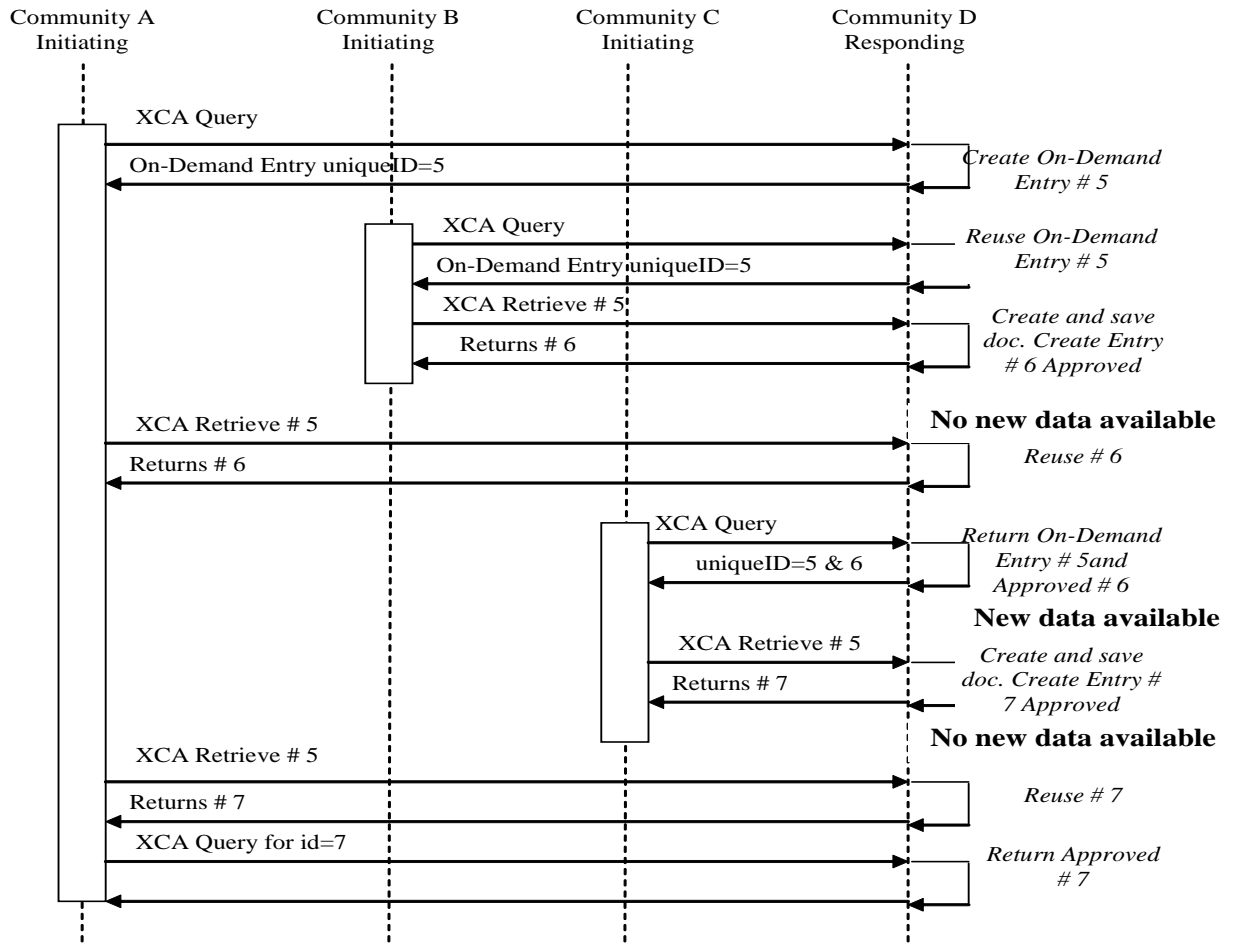 Community A
Initiating
Community B
Initiating
Community C
Initiating
Community D
Responding
XCA Query
On-Demand Entry uniqueID=5
Create On-Demand
Entry # 5
XCA Query
Reuse On-Demand
Entry # 5
On-Demand Entry uniqueID=5
XCA Retrieve # 5
Create and save
doc. Create Entry
# 6 Approved
Returns # 6
No new data available
XCA Retrieve # 5
Reuse # 6
Returns # 6
XCA Query
Return On-Demand
Entry # 5and
Approved # 6
uniqueID=5 & 6
New data available
XCA Retrieve # 5
Create and save
doc. Create Entry #
7 Approved
Returns # 7
No new data available
XCA Retrieve # 5
Reuse # 7
Returns # 7
XCA Query for id=7
Return Approved
# 7